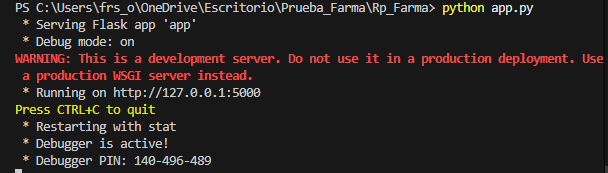 PS C:\Users\frs_o\OneDrive\Escritorio\Prueba_Farma\Rp_Farma> python app.py
 * Serving Flask app 'app'
 * Debug mode: on
WARNING: This is a development server. Do not use it in a production deployment. Use
 a production WSGI server instead.
 * Running on http://127.0.0.1:5000
Press CTRL+C to quit
 * Restarting with stat
 * Debugger is active!
 * Debugger PIN: 140-496-489